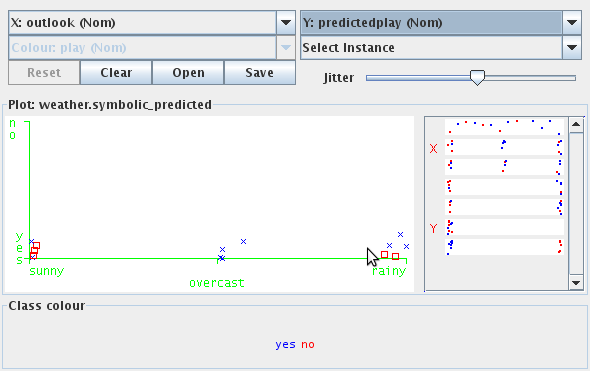 X: outlook (Nom)
Y: predictedplay (Nom)
Colour: play (Nom)
Select Instance
Reset
Clear
Open
Save
Jitter
Plot: weather.symbolic_predicted
no
yes
sunny
overcast
rainy
X
Y
Class colour
yes no